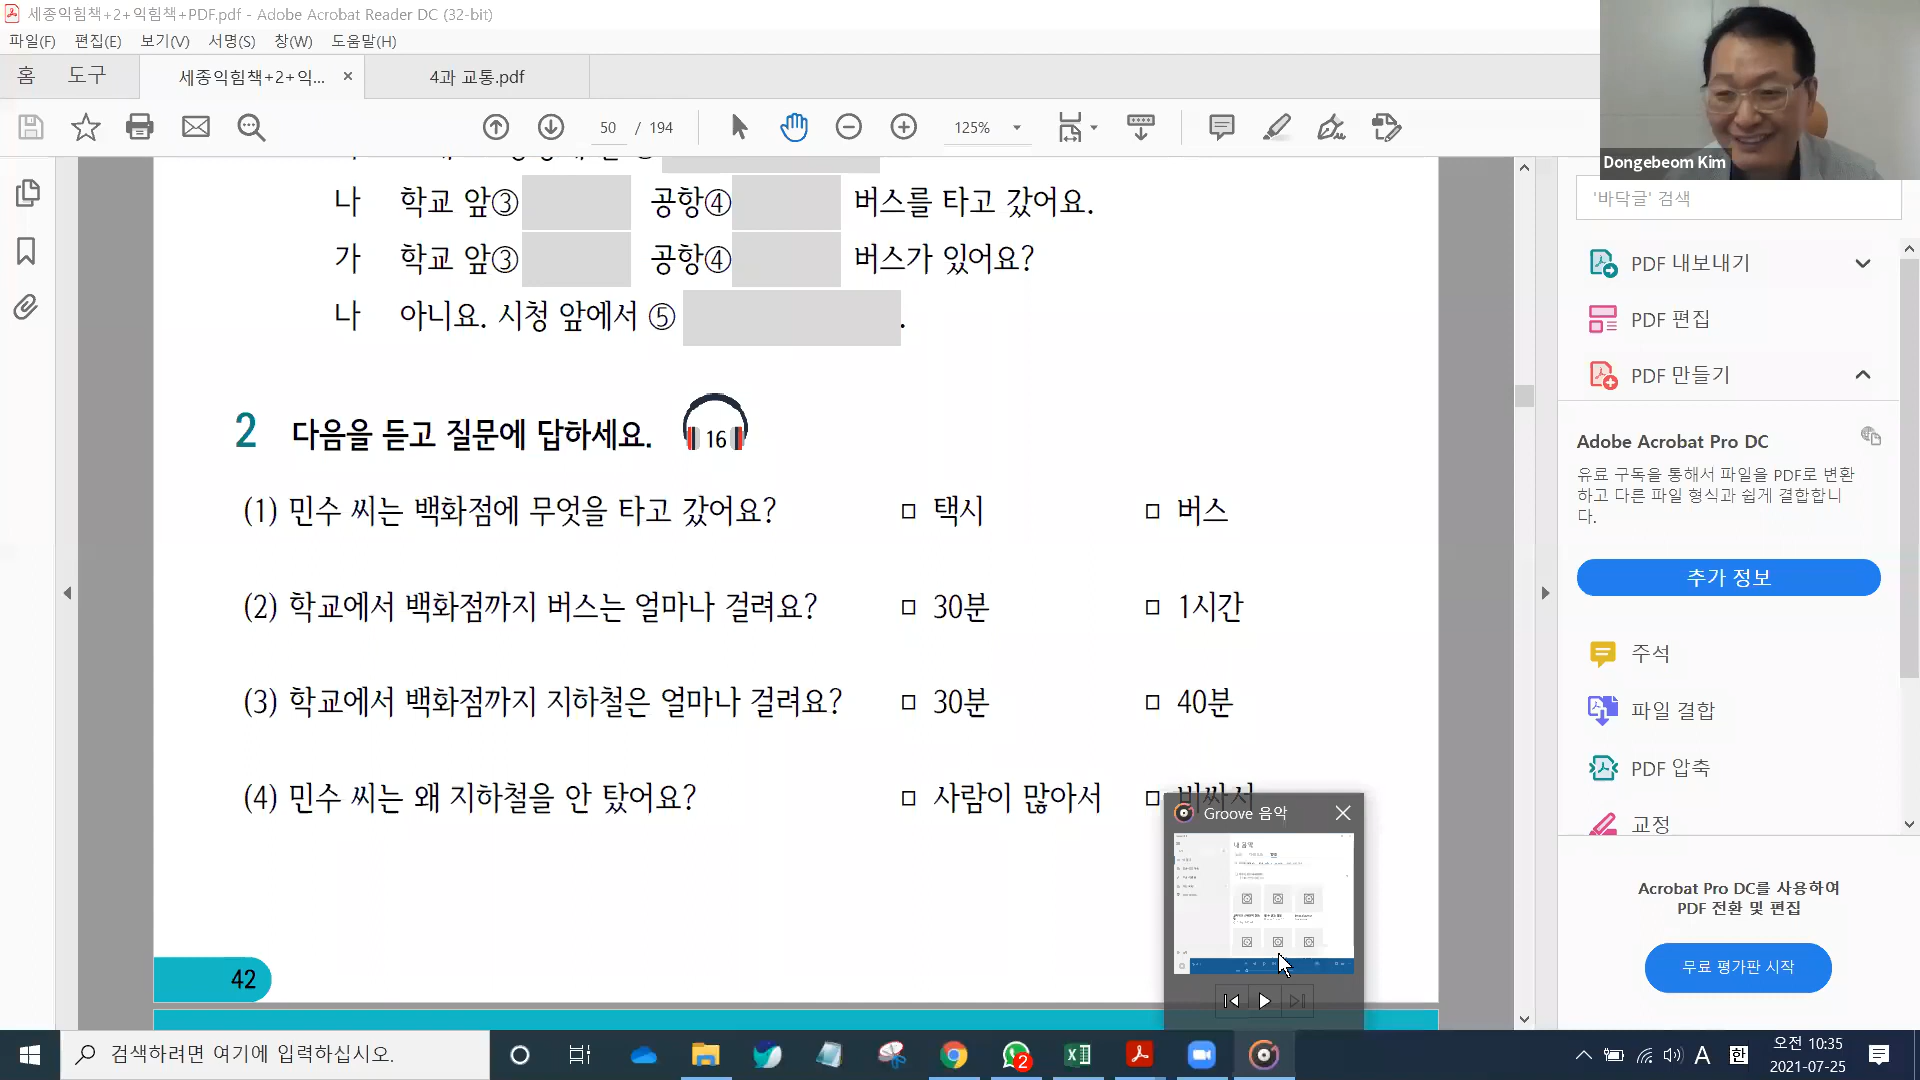 세종익힘책+2+익힘책+PDF.pdf - Adobe Acrobat Reader DC (32-bit)
파일(F) 편집(E) 보기(V) 서명(S) 창(W) 도움말(H)
홈 도구 세종익힘책+2+익... 4과 교통.pdf
50 / 194 125%
Dongebeom Kim
'바닥글' 검색
나 학교 앞③ 공항④ 버스를 타고 갔어요.
가 학교 앞③ 공항④ 버스가 있어요?
나 아니요. 시청 앞에서 ⑤ .
2 다음을 듣고 질문에 답하세요. 16
(1) 민수 씨는 백화점에 무엇을 타고 갔어요? □ 택시 □ 버스
(2) 학교에서 백화점까지 버스는 얼마나 걸려요? □ 30분 □ 1시간
(3) 학교에서 백화점까지 지하철은 얼마나 걸려요? □ 30분 □ 40분
(4) 민수 씨는 왜 지하철을 안 탔어요? □ 사람이 많아서 □ 비싸서
42
Groove 음악
PDF 내보내기
PDF 편집
PDF 만들기
Adobe Acrobat Pro DC
유료 구독을 통해서 파일을 PDF로 변환
하고 다른 파일 형식과 쉽게 결합합니
다.
추가 정보
주석
파일 결합
PDF 압축
교정
Acrobat Pro DC를 사용하여
PDF 전환 및 편집
무료 평가판 시작
검색하려면 여기에 입력하십시오.
2
A 한
오전 10:35
2021-07-25